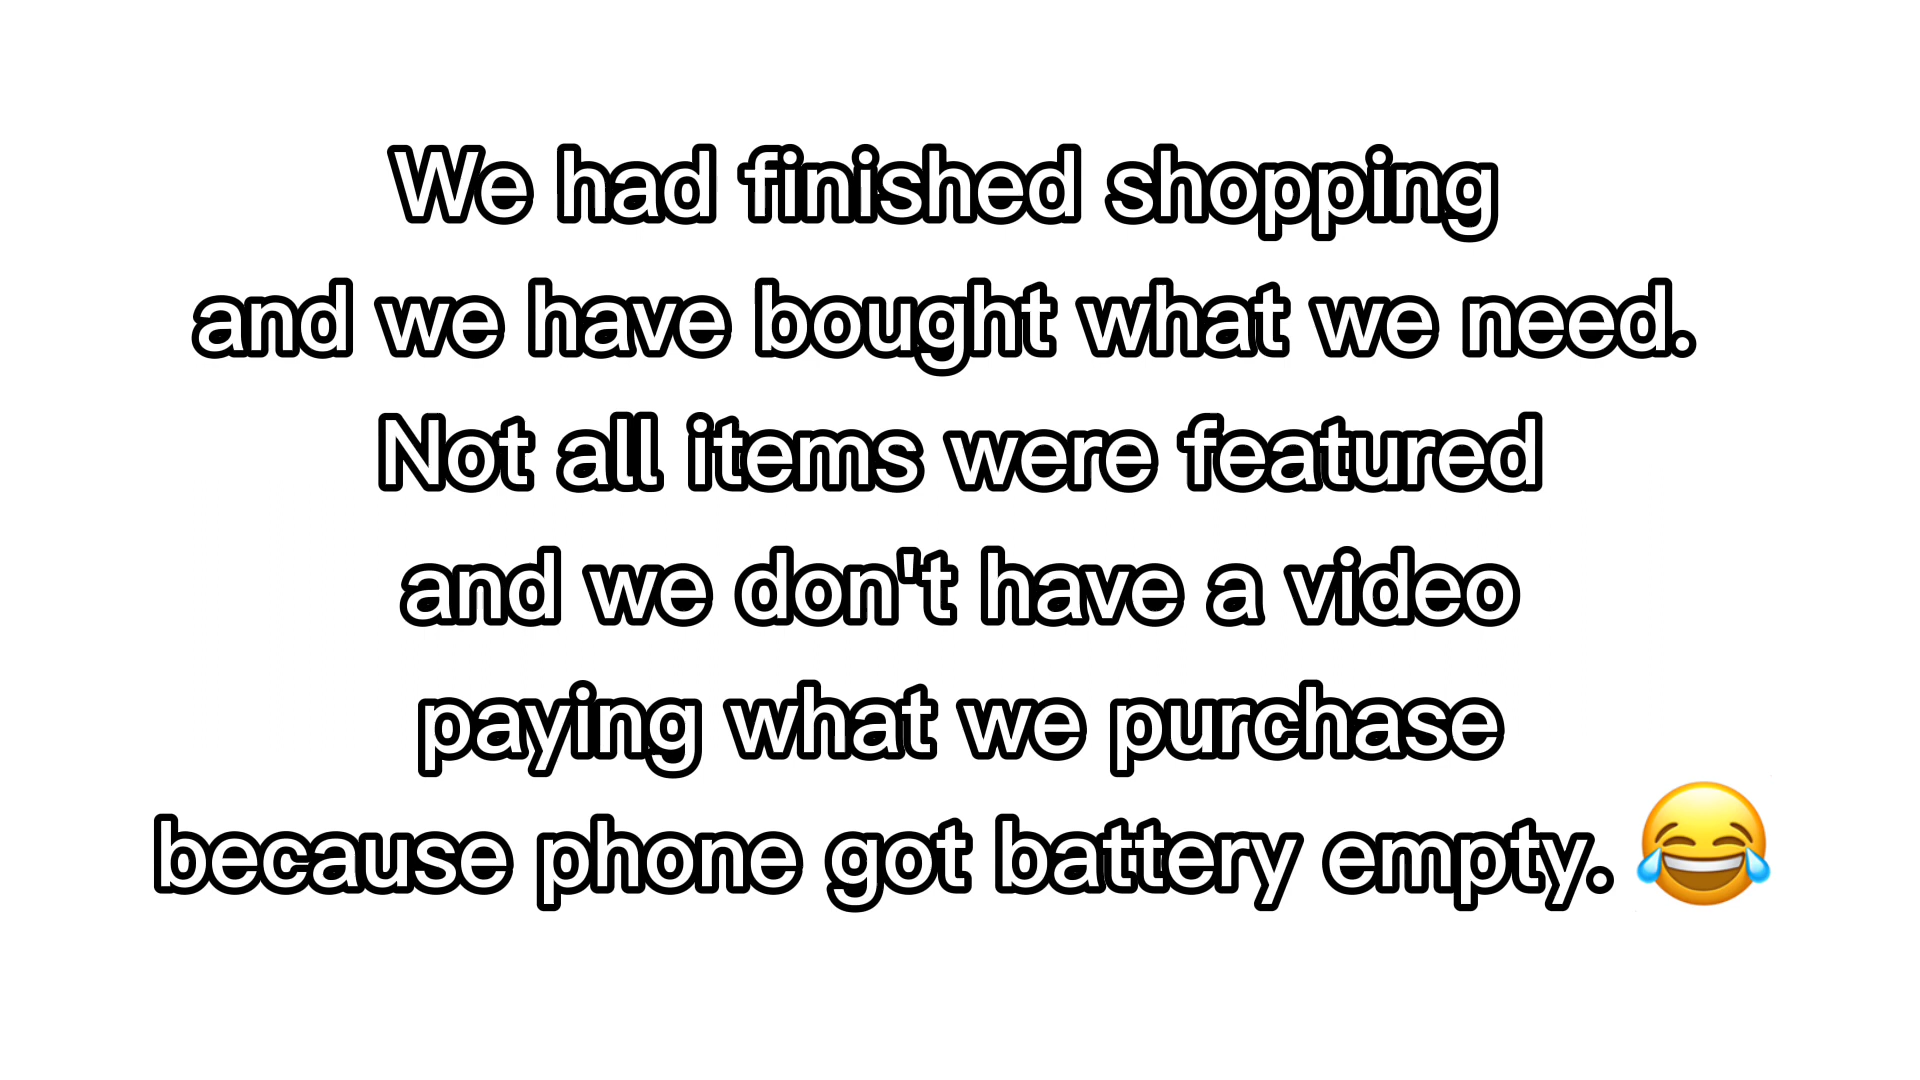 We had finished shopping
and we have bought what we need.
Not all items were featured
and we don't have a video
paying what we purchase
because phone got battery empty. 😂